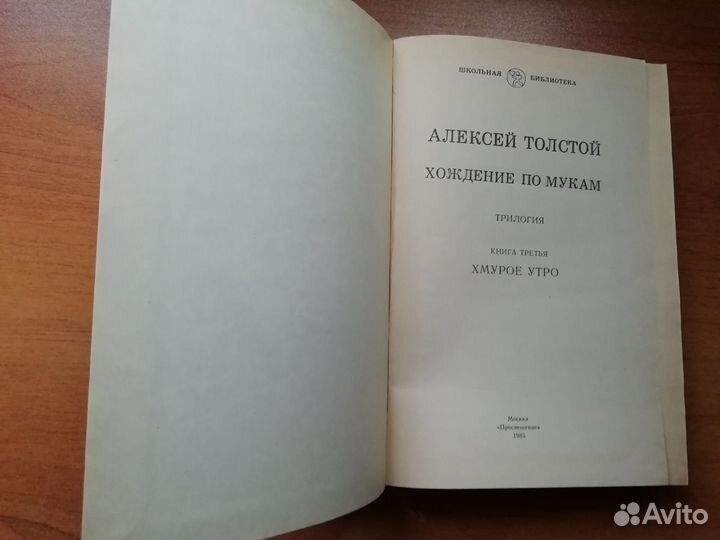 ШКОЛЬНАЯ БИБЛИОТЕКА
АЛЕКСЕЙ ТОЛСТОЙ
ХОЖДЕНИЕ ПО МУКАМ
ТРИЛОГИЯ
КНИГА ТРЕТЬЯ
ХМУРОЕ УТРО
Москва
«Просвещение»
1985
Avito